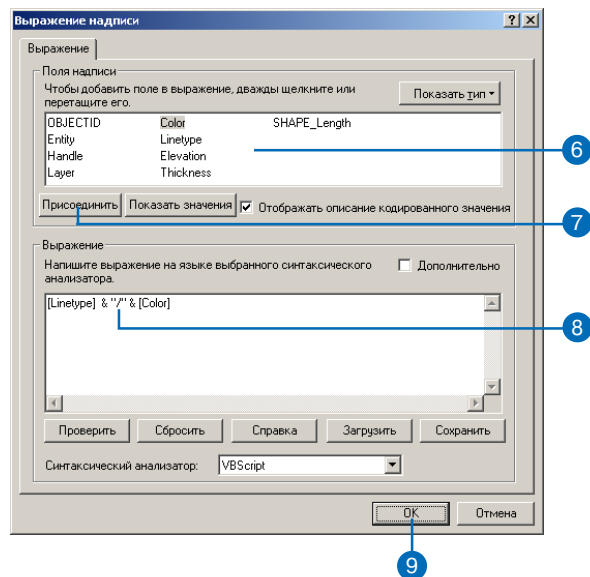 Выражение надписи
Выражение
Поля надписи
Чтобы добавить поле в выражение, дважды щелкните или
перетащите его.
Показать тип
OBJECTID Color SHAPE_Length
Entity Linetype
Handle Elevation
Layer Thickness
6
Присоединить Показать значения Отображать описание кодированного значения
7
Выражение
Напишите выражение на языке выбранного синтаксического
анализатора.
Дополнительно
[Linetype] & "/" & [Color]
8
Проверить Сбросить Справка Загрузить Сохранить
Синтаксический анализатор: VBScript
OK Отмена
9